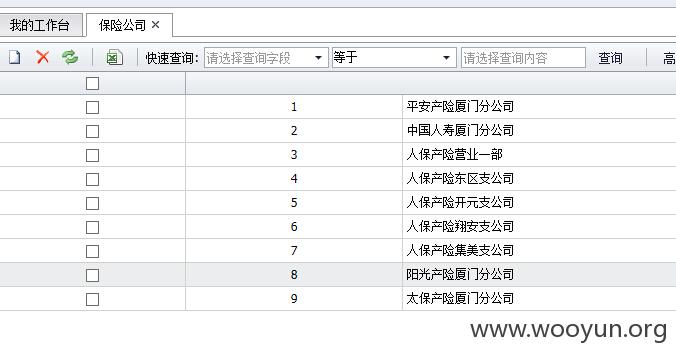 我的工作台 保险公司
快速查询: 请选择查询字段 等于 请选择查询内容 查询 高
1 平安产险厦门分公司
2 中国人寿厦门分公司
3 人保产险营业一部
4 人保产险东区支公司
5 人保产险开元支公司
6 人保产险翔安支公司
7 人保产险集美支公司
8 阳光产险厦门分公司
9 太保产险厦门分公司
www.wooyun.org